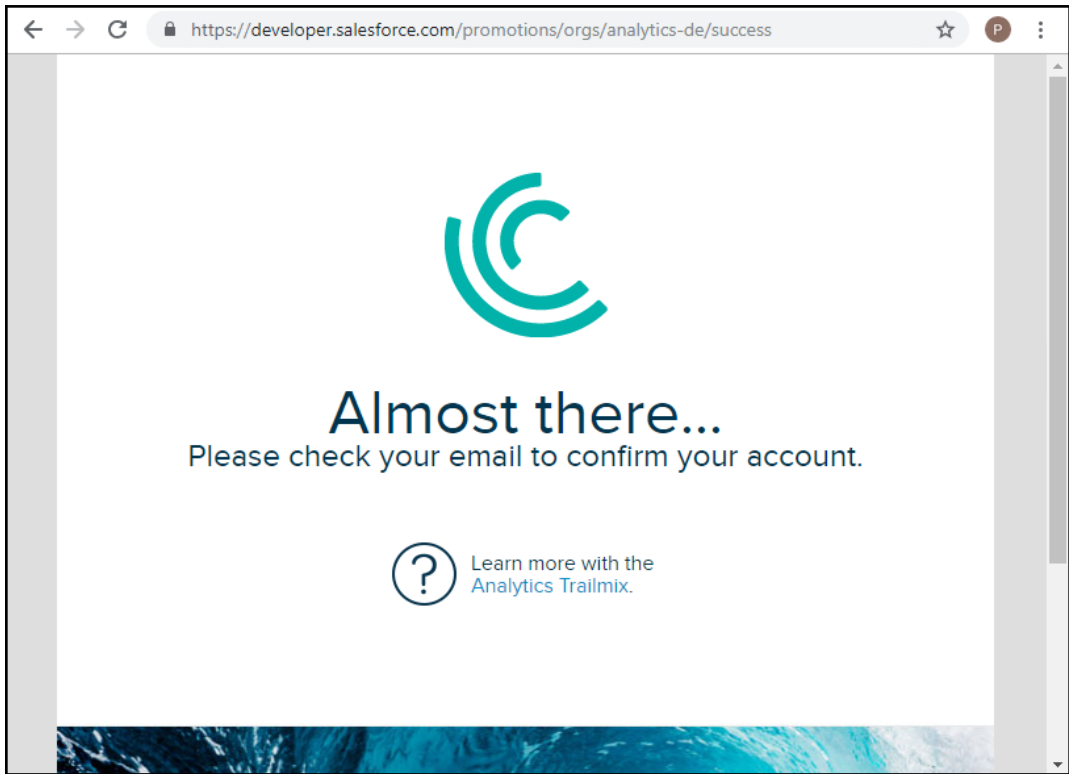 https://developer.salesforce.com/promotions/orgs/analytics-de/success
P
Almost there...
Please check your email to confirm your account.
?
Learn more with the
Analytics Trailmix.